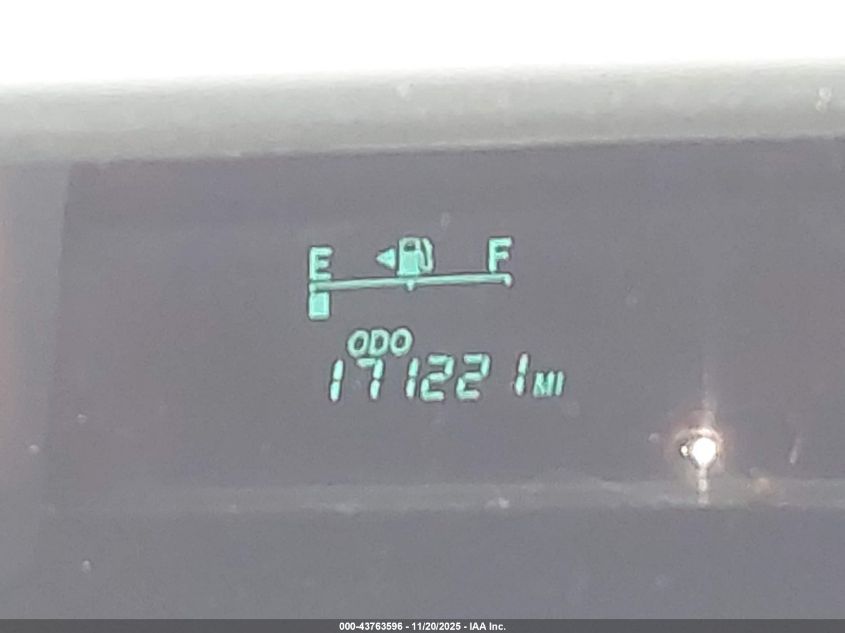 E F
ODO
171221 MI
000-43763596 - 11/20/2025 - IAA Inc.